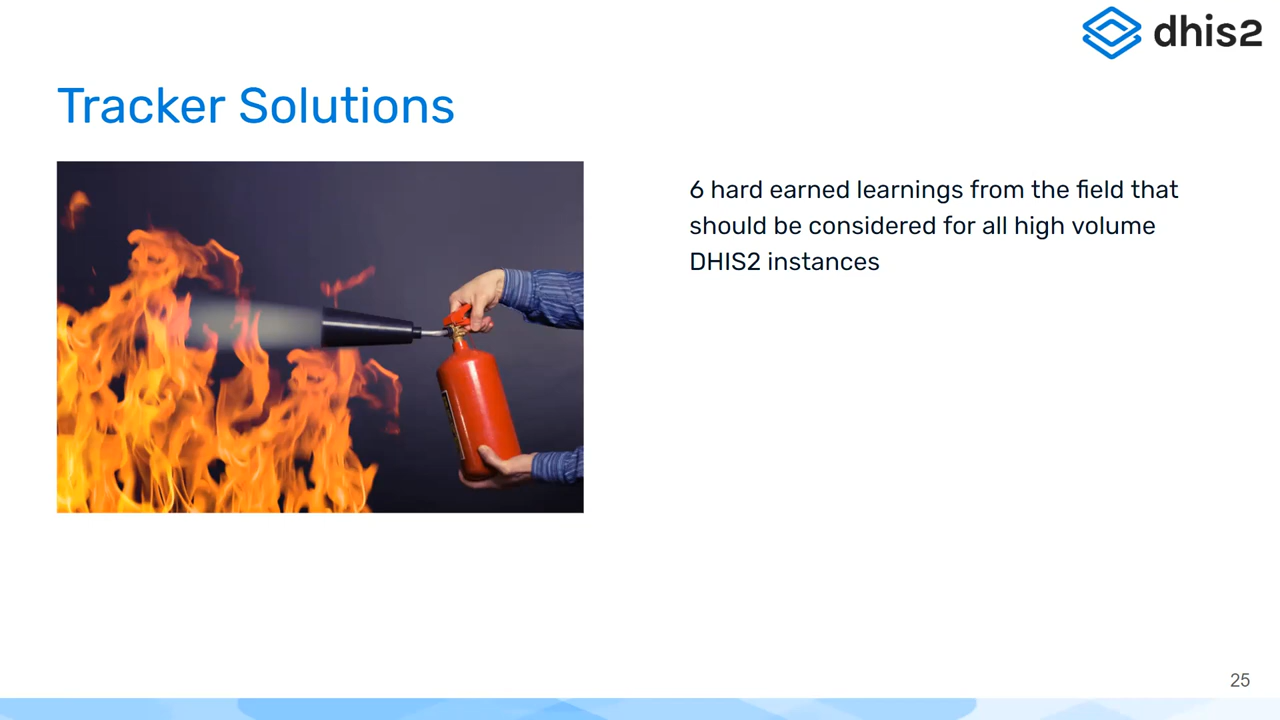 dhis2
Tracker Solutions
6 hard earned learnings from the field that
should be considered for all high volume
DHIS2 instances
25